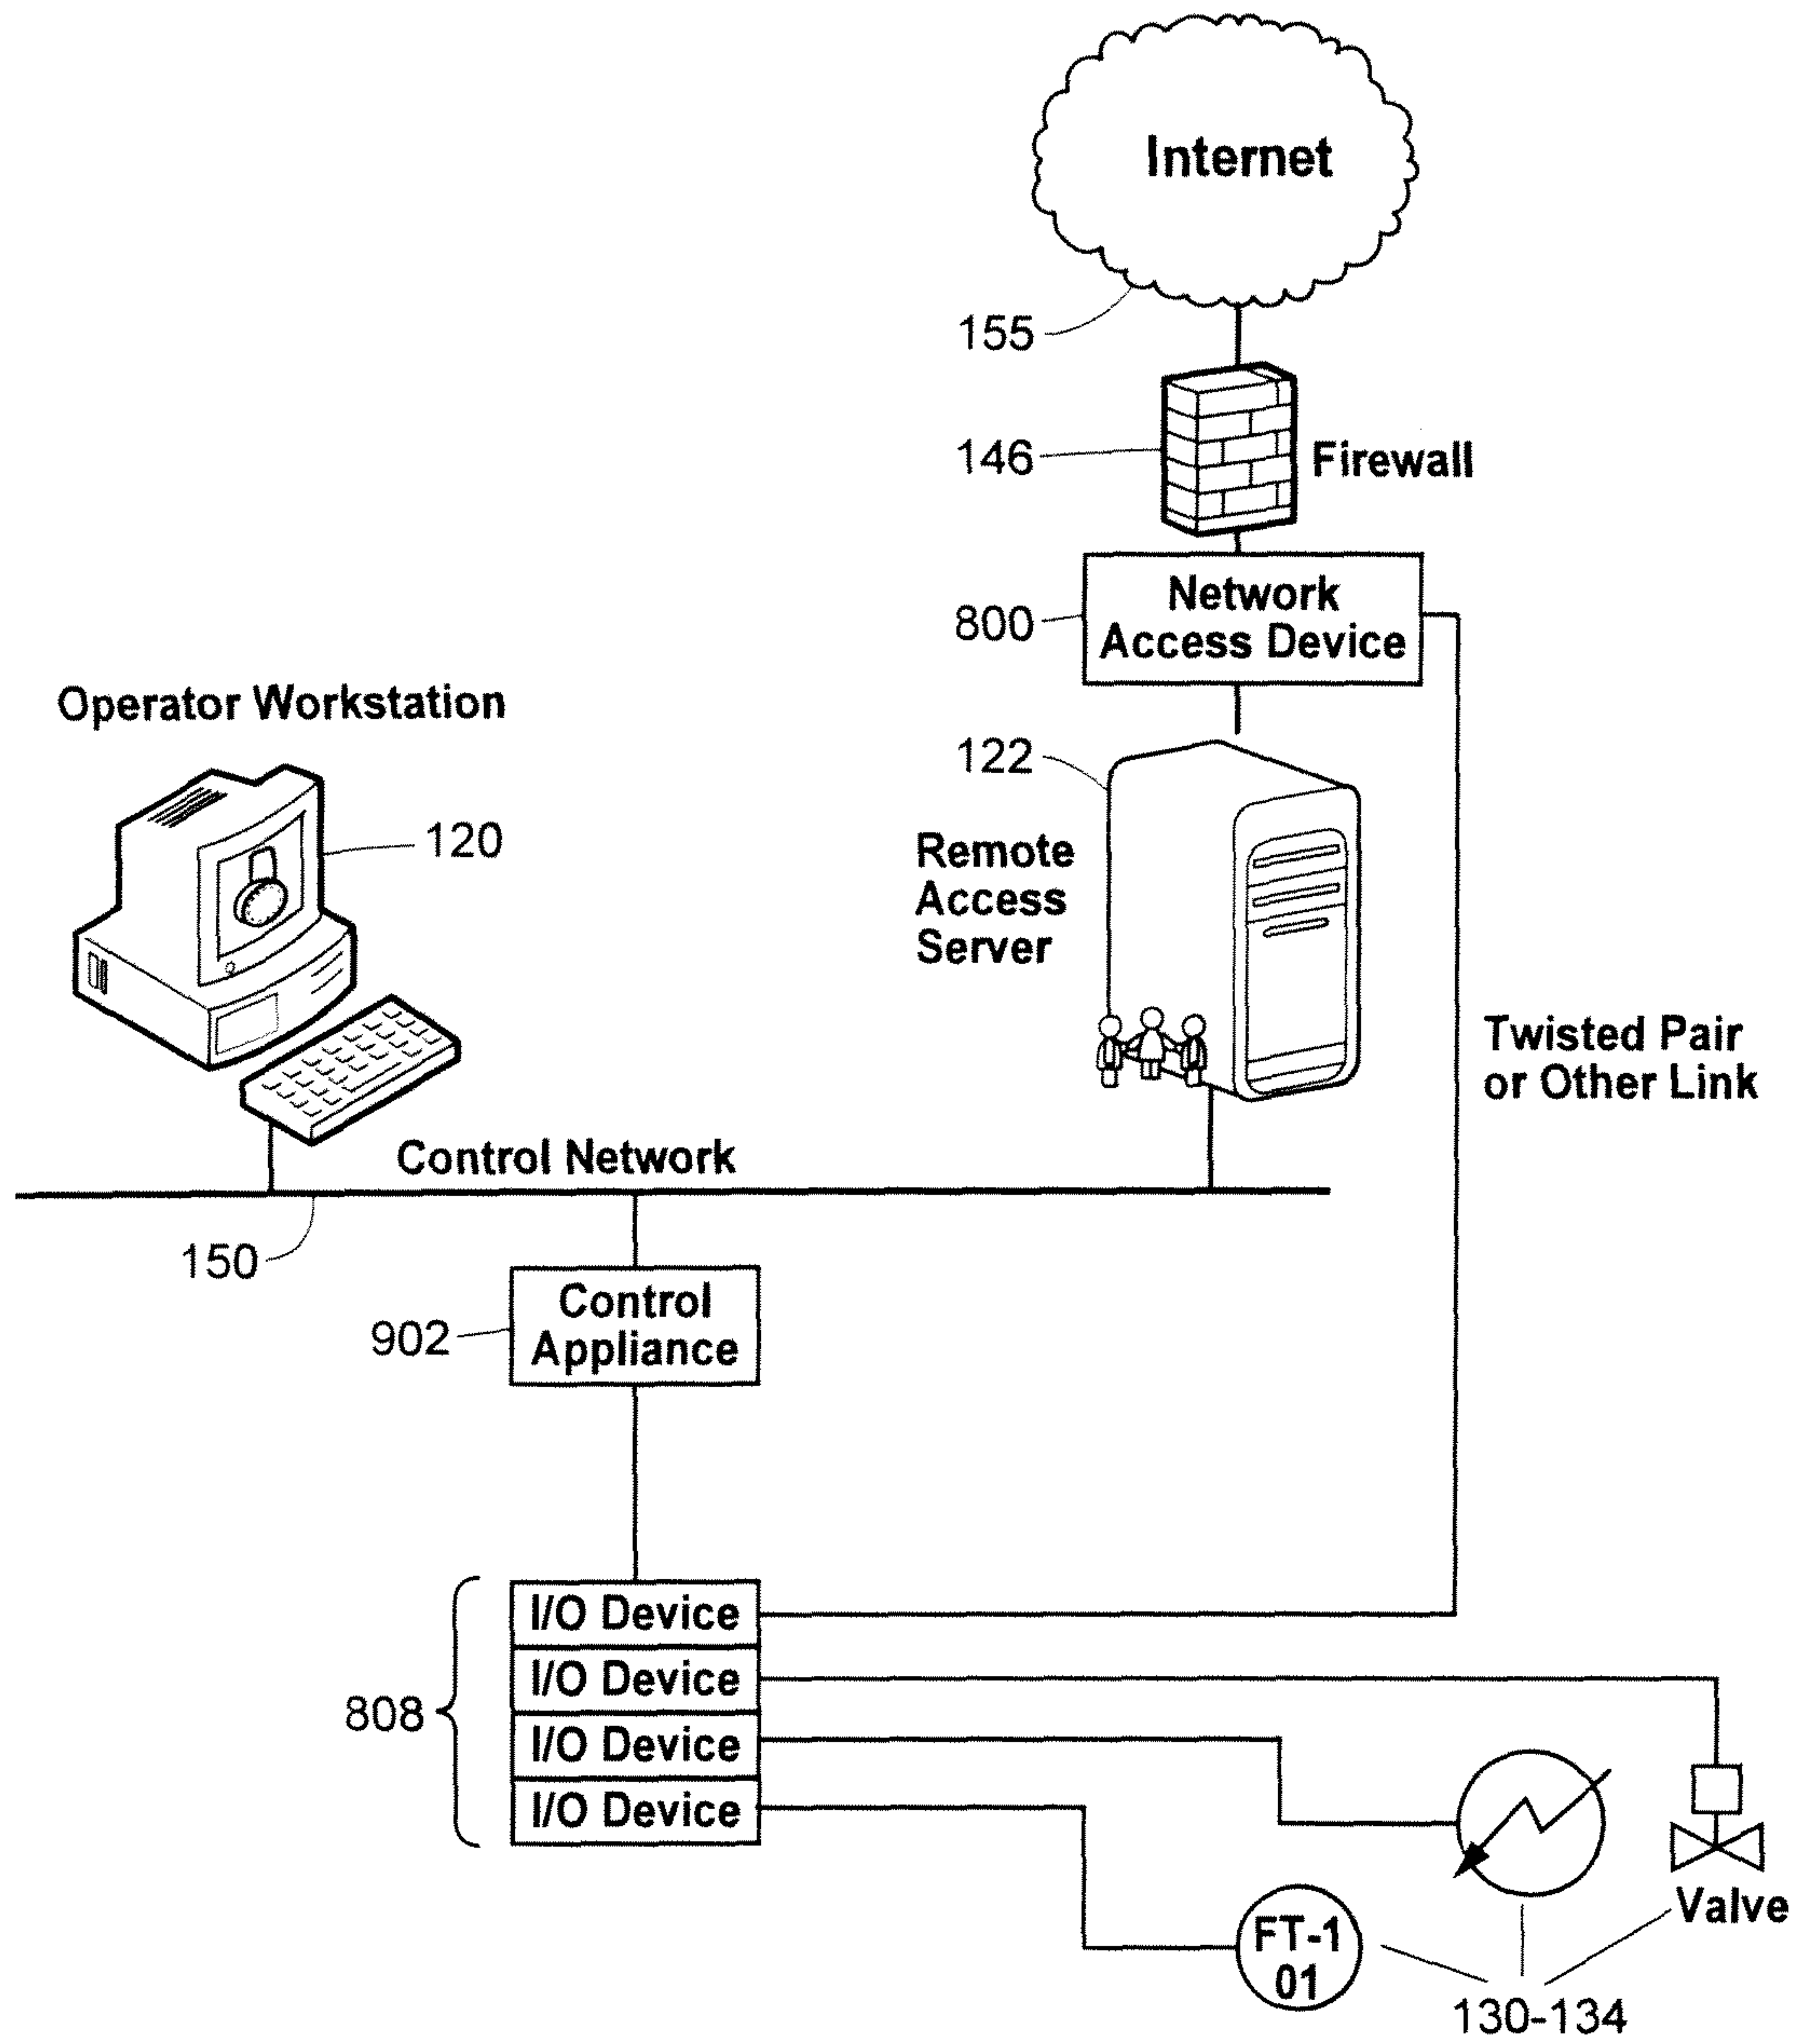 Internet
155
146
Firewall
800
Network
Access Device
Operator Workstation
122
120
Remote
Access
Server
Twisted Pair
or Other Link
Control Network
150
902
Control
Appliance
808
I/O Device
I/O Device
I/O Device
I/O Device
Valve
FT-1
01
130-134